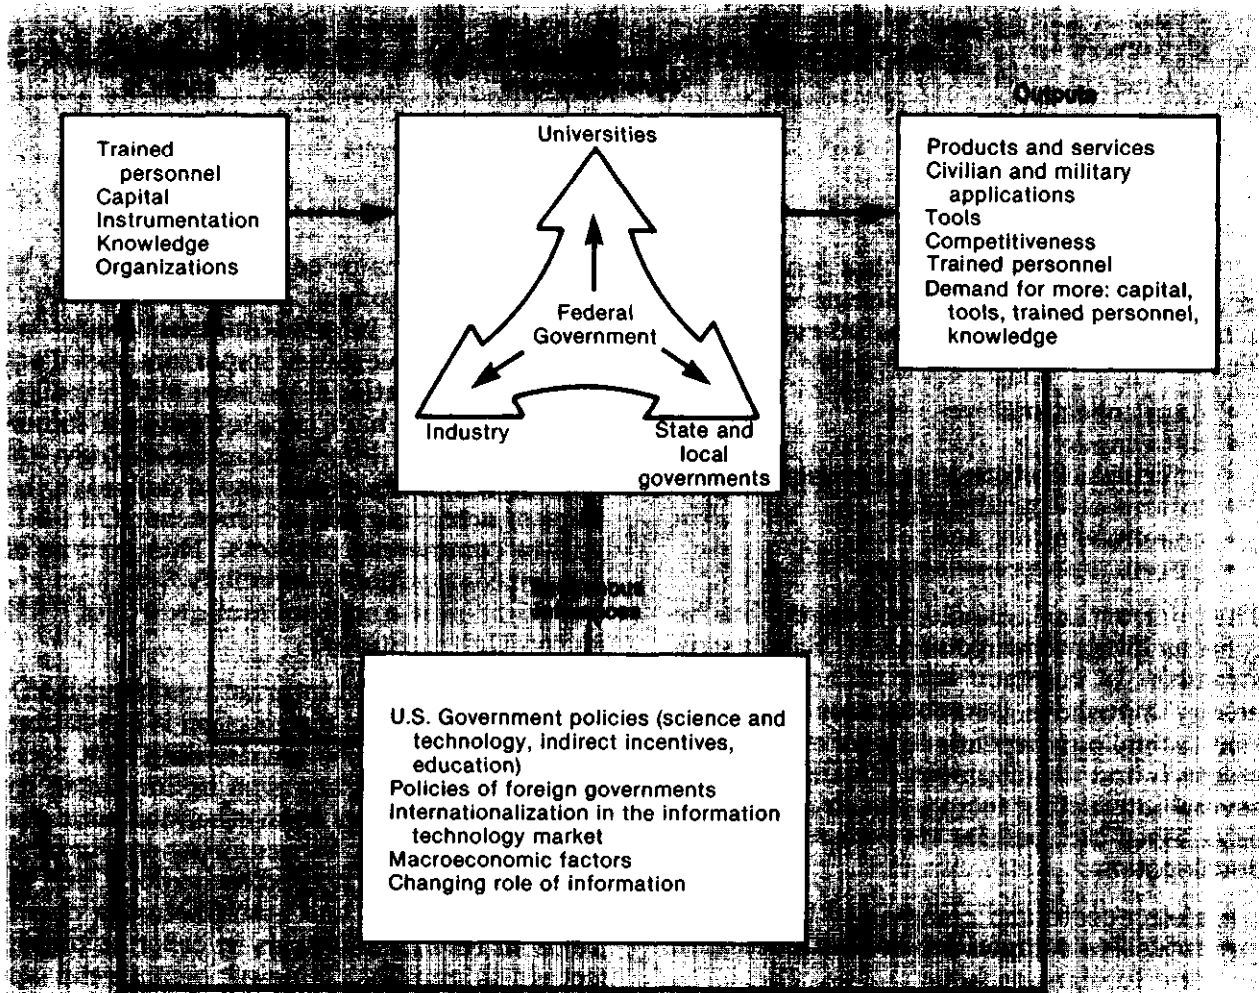 Outputs
Trained
personnel
Capital
Instrumentation
Knowledge
Organizations
Universities
Federal
Government
Industry
State and
local
governments
Products and services
Civilian and military
applications
Tools
Competitiveness
Trained personnel
Demand for more: capital,
tools, trained personnel,
knowledge
U.S. Government policies (science and
technology, indirect incentives,
education)
Policies of foreign governments
Internationalization in the information
technology market
Macroeconomic factors
Changing role of information